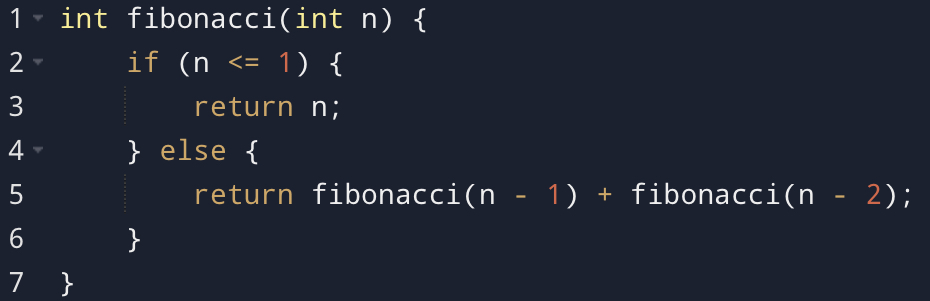 1 int fibonacci(int n) {
2     if (n <= 1) {
3         return n;
4     } else {
5         return fibonacci(n - 1) + fibonacci(n - 2);
6     }
7 }